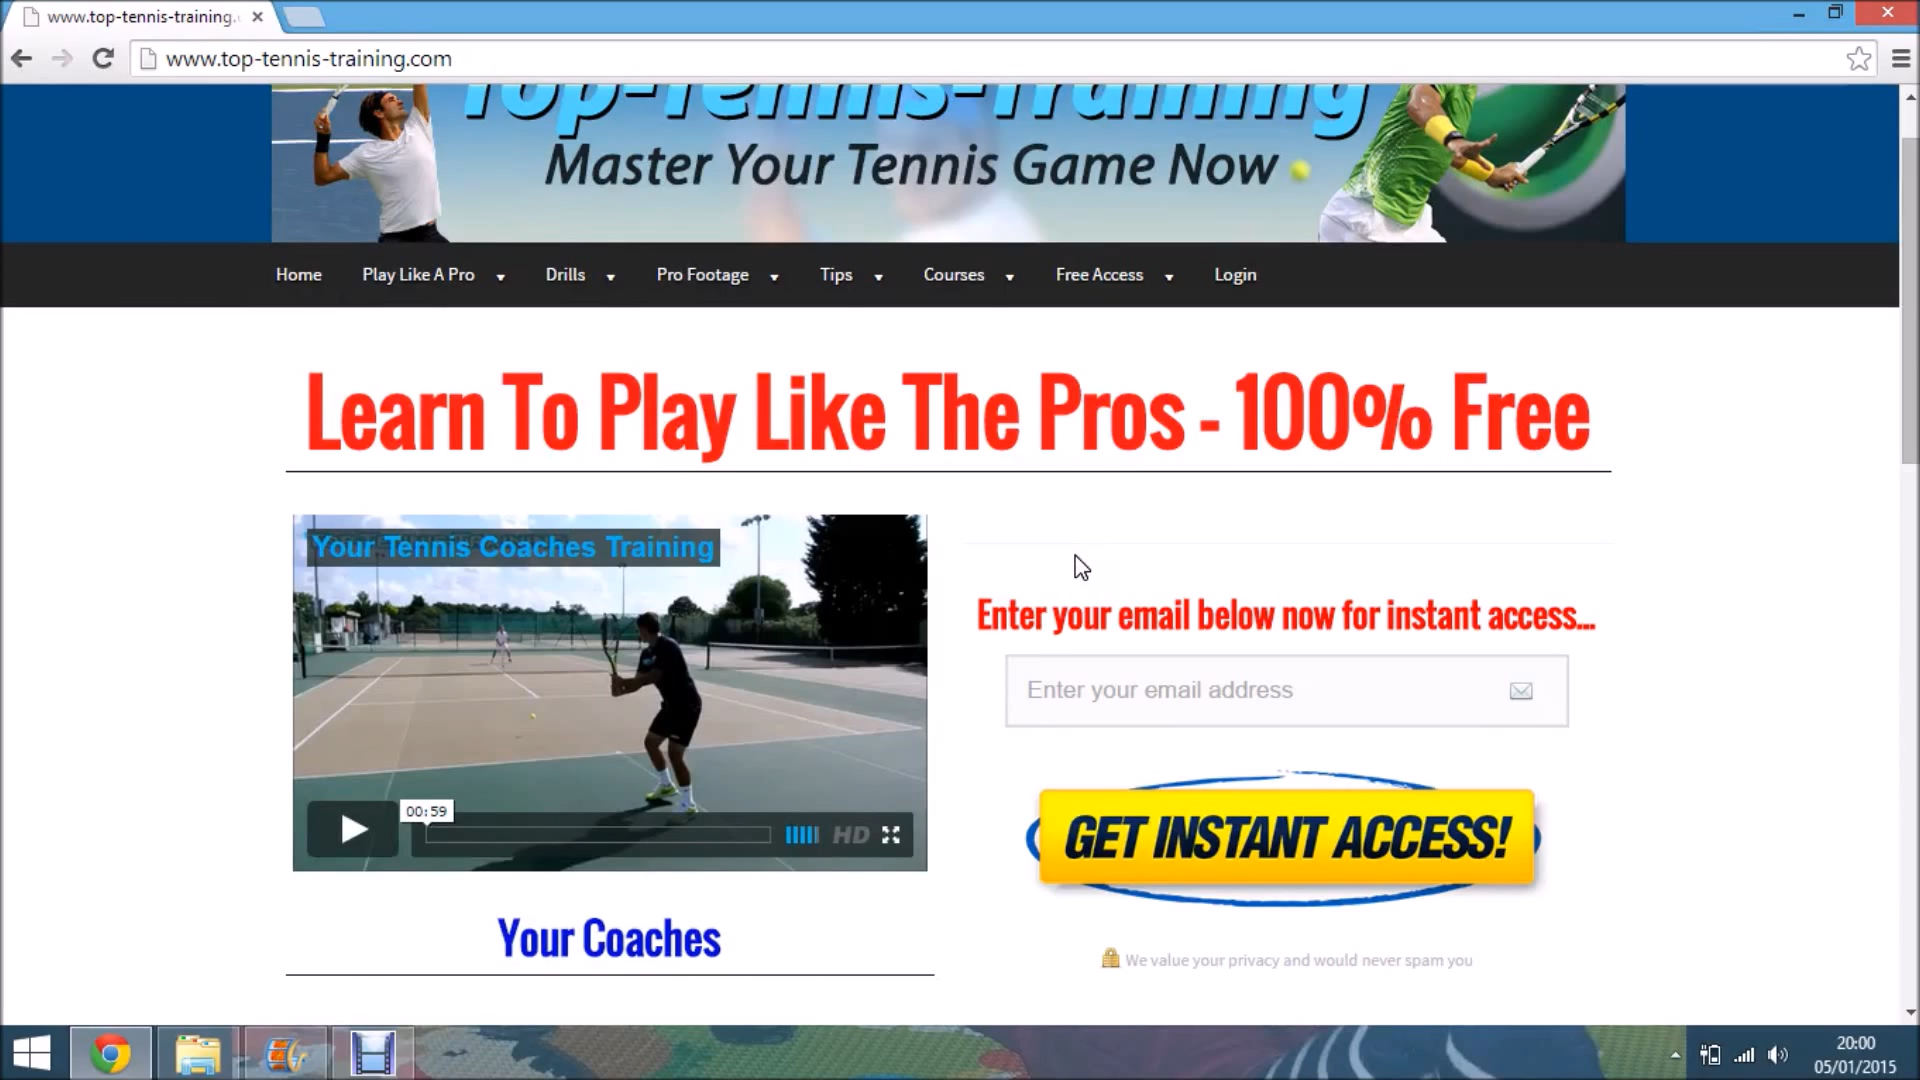 www.top-tennis-training.
www.top-tennis-training.com
Top-Tennis-Training
Master Your Tennis Game Now
Home Play Like A Pro Drills Pro Footage Tips Courses Free Access Login
Learn To Play Like The Pros - 100% Free
Your Tennis Coaches Training
Enter your email below now for instant access...
Enter your email address
00:59
HD
GET INSTANT ACCESS!
Your Coaches
We value your privacy and would never spam you
20:00
05/01/2015